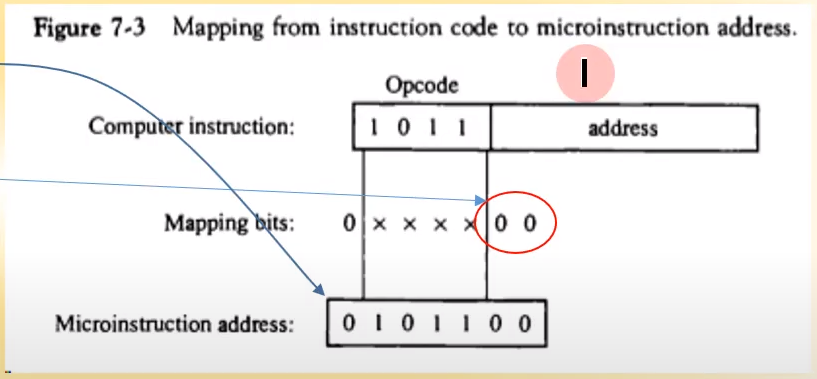 Figure 7-3 Mapping from instruction code to microinstruction address.
Opcode
Computer instruction: 1 0 1 1 address
Mapping bits: 0 × × × × 0 0
Microinstruction address: 0 1 0 1 1 0 0